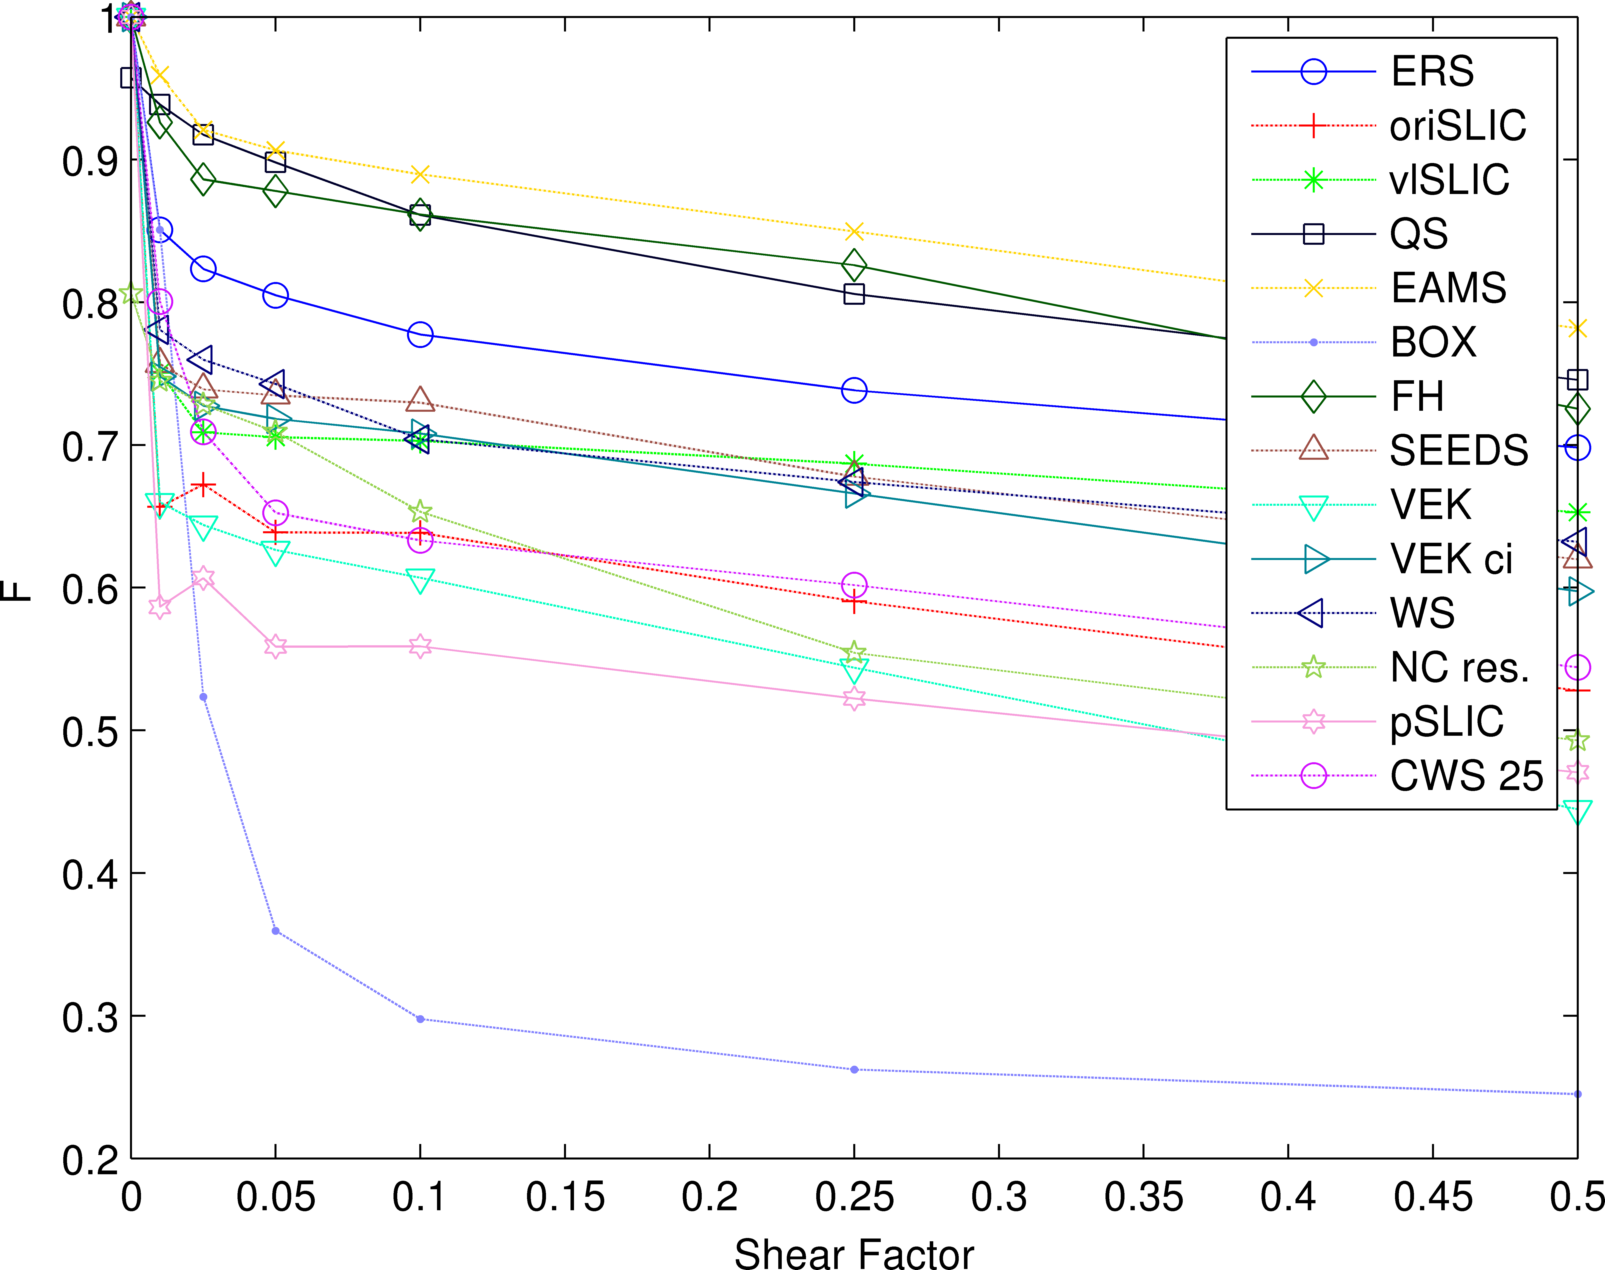 1
0.9
0.8
0.7
0.6
0.5
0.4
0.3
0.2
F
0 0.05 0.1 0.15 0.2 0.25 0.3 0.35 0.4 0.45 0.5
Shear Factor
ERS
oriSLIC
vlSLIC
QS
EAMS
BOX
FH
SEEDS
VEK
VEK ci
WS
NC res.
pSLIC
CWS 25